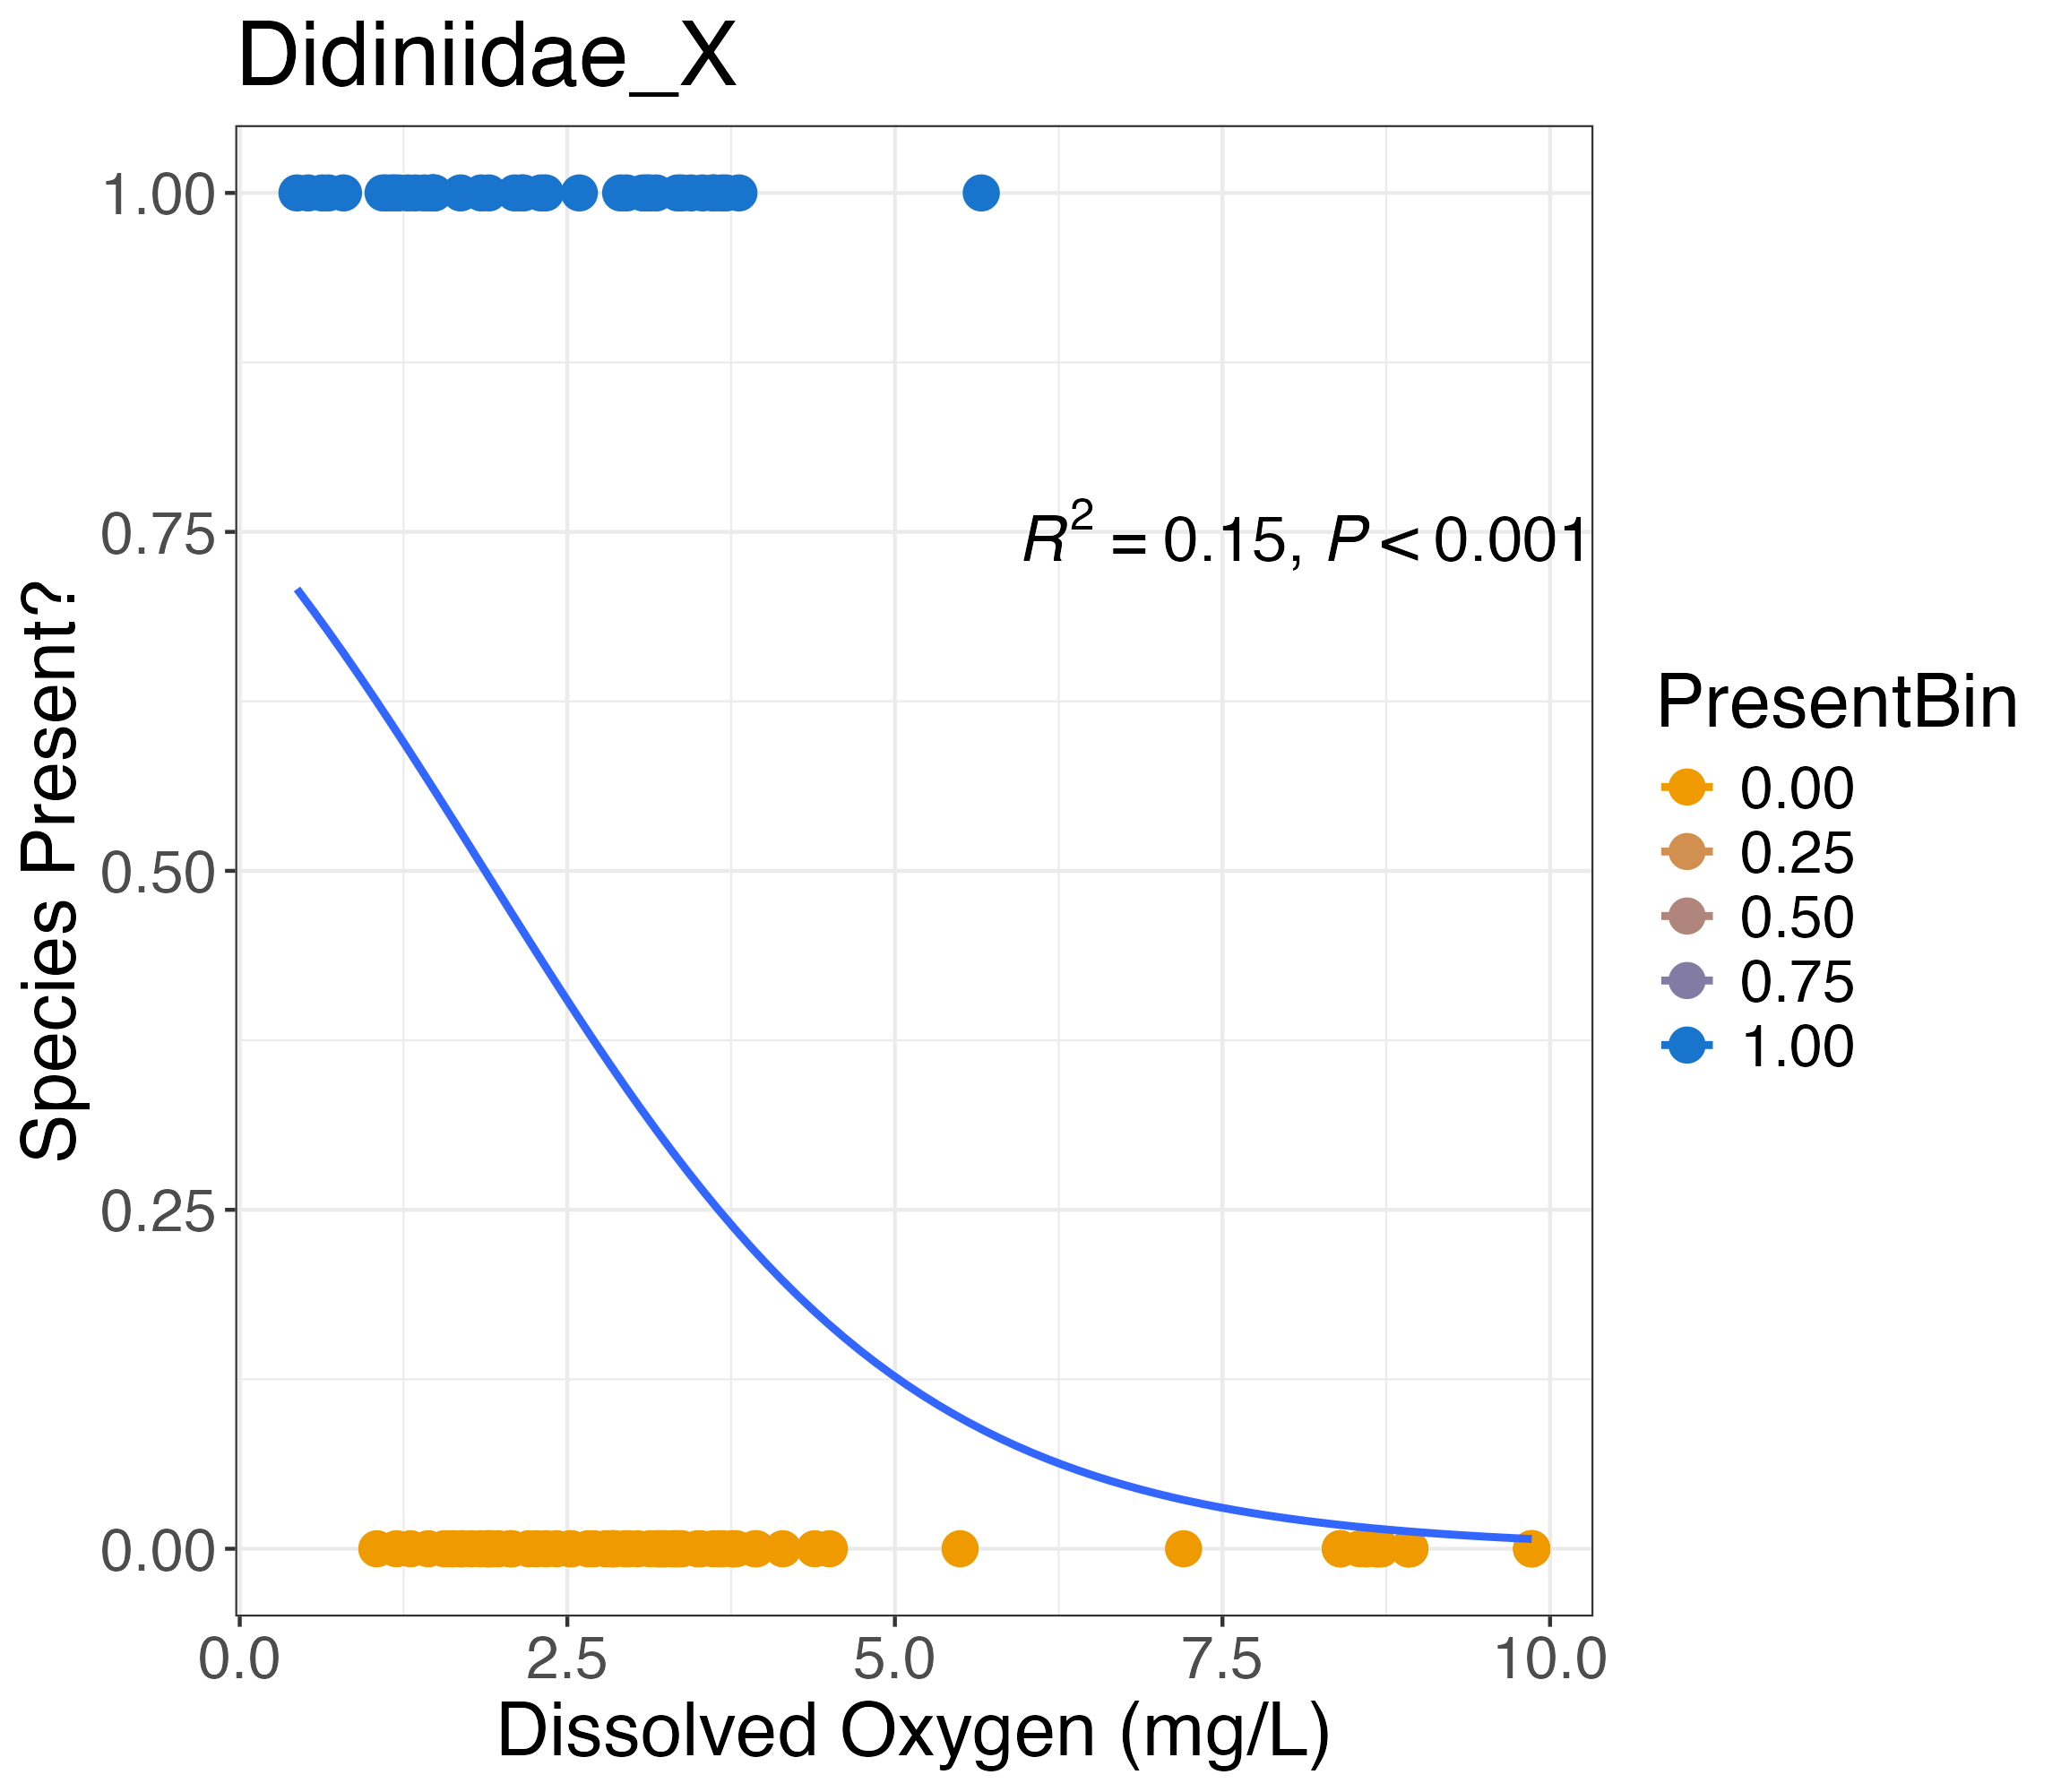 Didiniidae_X
1.00
0.75
0.50
0.25
0.00
Species Present?
R² = 0.15, P < 0.001
0.0 2.5 5.0 7.5 10.0
Dissolved Oxygen (mg/L)
PresentBin
0.00
0.25
0.50
0.75
1.00